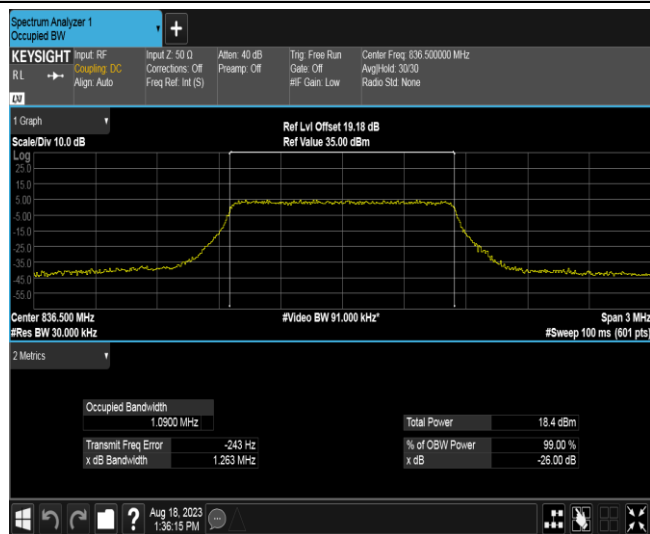 Spectrum Analyzer 1
Occupied BW
+
KEYSIGHT
RL
LXI
Input: RF
Coupling: DC
Align: Auto
Input Z: 50 Ω
Corrections: Off
Freq Ref: Int (S)
Atten: 40 dB
Preamp: Off
Trig: Free Run
Gate: Off
#IF Gain: Low
Center Freq: 836.500000 MHz
Avg|Hold: 30/30
Radio Std: None
1 Graph
Scale/Div 10.0 dB
Ref Lvl Offset 19.18 dB
Ref Value 35.00 dBm
Log
25.0
15.0
5.00
-5.00
-15.0
-25.0
-35.0
-45.0
-55.0
Center 836.500 MHz
#Video BW 91.000 kHz*
Span 3 MHz
#Res BW 30.000 kHz
#Sweep 100 ms (601 pts)
2 Metrics
Occupied Bandwidth
1.0900 MHz
Total Power 18.4 dBm
Transmit Freq Error -243 Hz
% of OBW Power 99.00 %
x dB Bandwidth 1.263 MHz
x dB -26.00 dB
?
Aug 18, 2023
1:36:15 PM